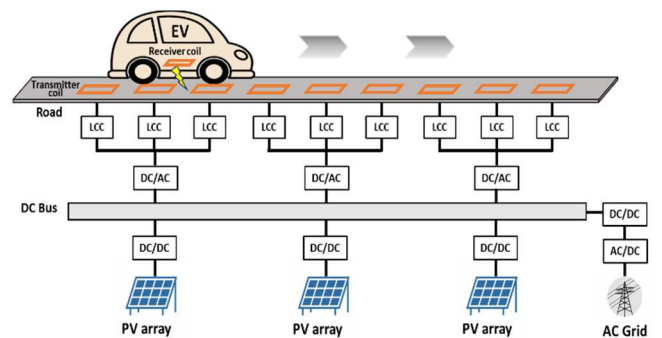 EV
Receiver coil
Transmitter
coil
Road
LCC LCC LCC LCC LCC LCC LCC LCC LCC
DC/AC DC/AC DC/AC
DC Bus
DC/DC
DC/DC DC/DC DC/DC
AC/DC
PV array PV array PV array AC Grid